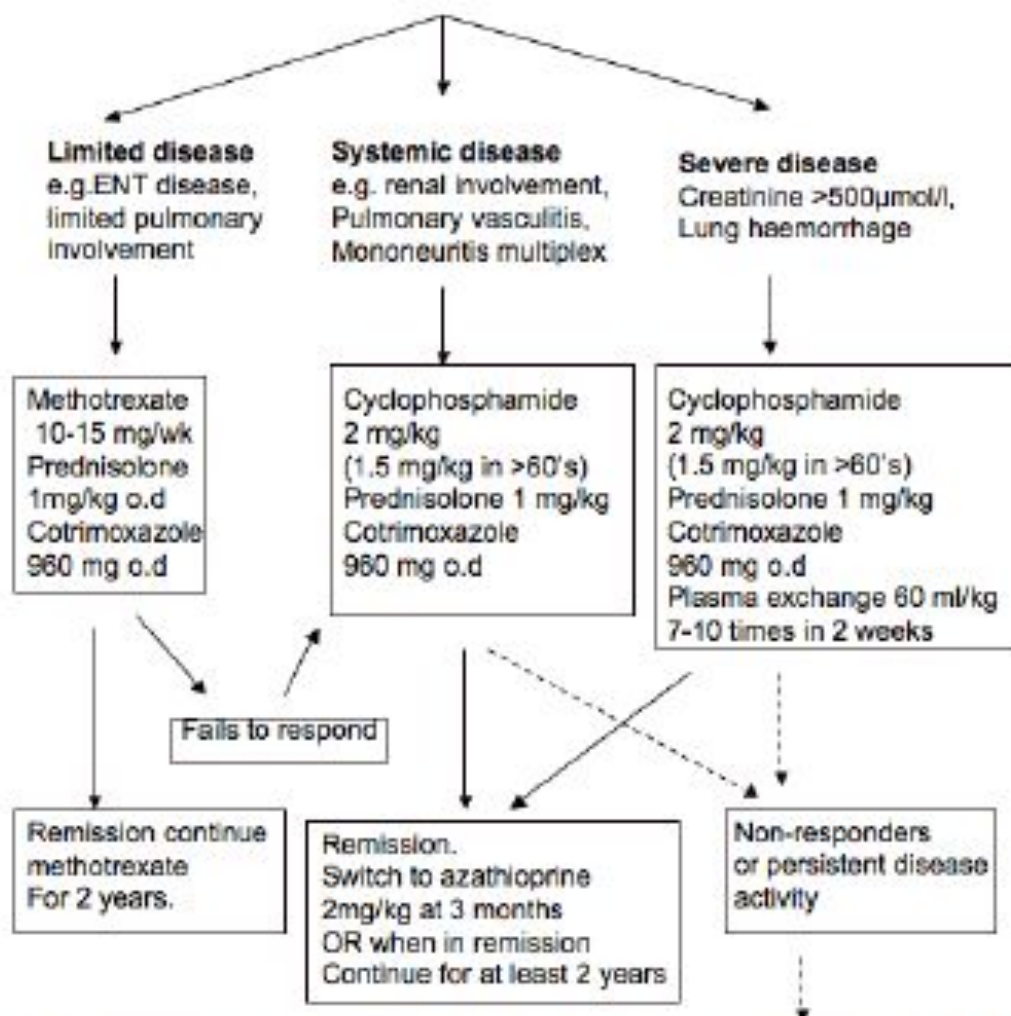 Limited disease
e.g.ENT disease,
limited pulmonary
involvement
Systemic disease
e.g. renal involvement,
Pulmonary vasculitis,
Mononeuritis multiplex
Severe disease
Creatinine >500µmol/l,
Lung haemorrhage
Methotrexate
10-15 mg/wk
Prednisolone
1mg/kg o.d
Cotrimoxazole
960 mg o.d
Cyclophosphamide
2 mg/kg
(1.5 mg/kg in >60's)
Prednisolone 1 mg/kg
Cotrimoxazole
960 mg o.d
Cyclophosphamide
2 mg/kg
(1.5 mg/kg in >60's)
Prednisolone 1 mg/kg
Cotrimoxazole
960 mg o.d
Plasma exchange 60 ml/kg
7-10 times in 2 weeks
Fails to respond
Remission continue
methotrexate
For 2 years.
Remission.
Switch to azathioprine
2mg/kg at 3 months
OR when in remission
Continue for at least 2 years
Non-responders
or persistent disease
activity